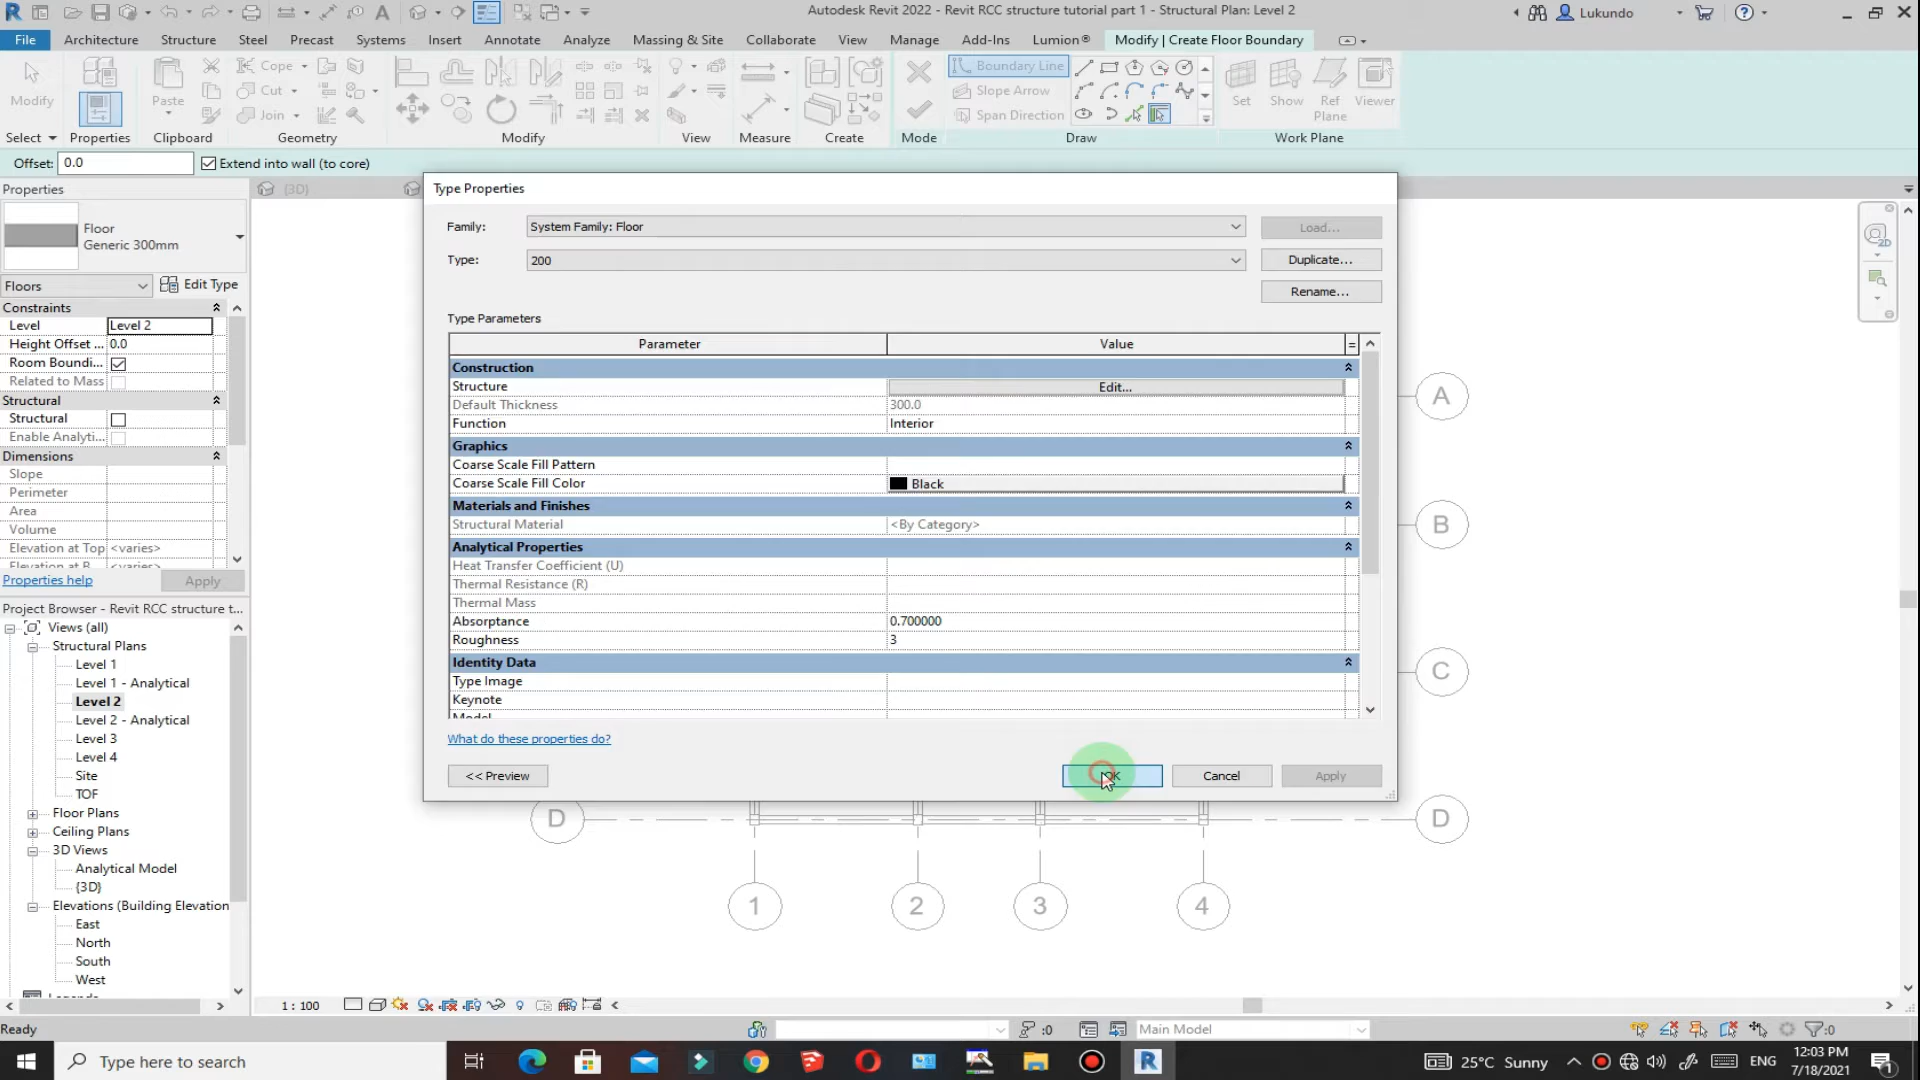 Autodesk Revit 2022 - Revit RCC structure tutorial part 1 - Structural Plan: Level 2
Lukundo
File Architecture Structure Steel Precast Systems Insert Annotate Analyze Massing & Site Collaborate View Manage Add-Ins Lumion® Modify | Create Floor Boundary
Modify
Paste
Cope
Cut
Join
Boundary Line
Slope Arrow
Span Direction
Set Show Ref Plane Viewer
Select Properties Clipboard Geometry Modify View Measure Create Mode Draw Work Plane
Offset: 0.0 Extend into wall (to core)
Properties
{3D}
Floor
Generic 300mm
Floors Edit Type
Constraints
Level Level 2
Height Offset ... 0.0
Room Boundi...
Related to Mass
Structural
Structural
Enable Analyti...
Dimensions
Slope
Perimeter
Area
Volume
Elevation at Top <varies>
Elevation at B... <varies>
Properties help Apply
Project Browser - Revit RCC structure t...
Views (all)
Structural Plans
Level 1
Level 1 - Analytical
Level 2
Level 2 - Analytical
Level 3
Level 4
Site
TOF
Floor Plans
Ceiling Plans
3D Views
Analytical Model
{3D}
Elevations (Building Elevation
East
North
South
West
Legends
Type Properties
Family: System Family: Floor Load...
Type: 200 Duplicate...
Rename...
Type Parameters
Parameter Value =
Construction
Structure Edit...
Default Thickness 300.0
Function Interior
Graphics
Coarse Scale Fill Pattern
Coarse Scale Fill Color Black
Materials and Finishes
Structural Material <By Category>
Analytical Properties
Heat Transfer Coefficient (U)
Thermal Resistance (R)
Thermal Mass
Absorptance 0.700000
Roughness 3
Identity Data
Type Image
Keynote
Model
What do these properties do?
<< Preview OK Cancel Apply
2D
A
B
C
D D
1 2 3 4
1 : 100
Ready :0 Main Model :0
Type here to search 25°C Sunny ENG 12:03 PM
7/18/2021
1